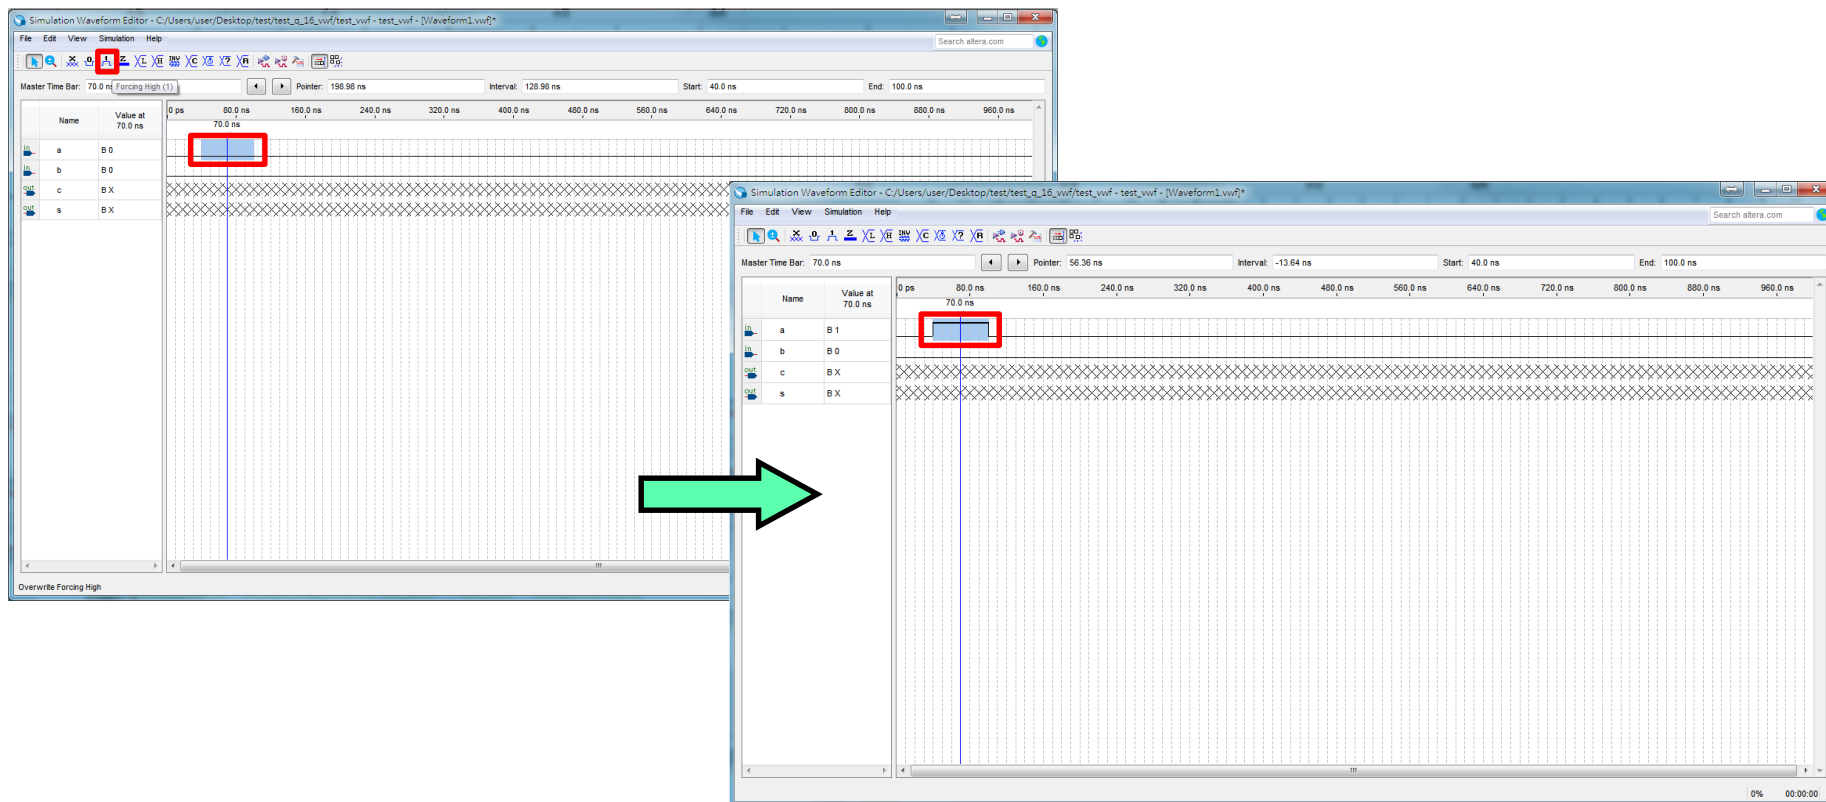 Simulation Waveform Editor - C:/Users/user/Desktop/test/test_q_16_vwf/test_vwf - test_vwf - [Waveform1.vwf]*
File Edit View Simulation Help
Search altera.com
Master Time Bar: 70.0 ns
Forcing High (1)
Pointer: 198.98 ns
Interval: 128.98 ns
Start: 40.0 ns
End: 100.0 ns
Name
Value at
70.0 ns
0 ps 80.0 ns 160.0 ns 240.0 ns 320.0 ns 400.0 ns 480.0 ns 560.0 ns 640.0 ns 720.0 ns 800.0 ns 880.0 ns 960.0 ns
70.0 ns
in a B 0
in b B 0
out c B X
out s B X
Overwrite Forcing High
Simulation Waveform Editor - C:/Users/user/Desktop/test/test_q_16_vwf/test_vwf - test_vwf - [Waveform1.vwf]*
File Edit View Simulation Help
Search altera.com
Master Time Bar: 70.0 ns
Pointer: 56.36 ns
Interval: -13.64 ns
Start: 40.0 ns
End: 100.0 ns
Name
Value at
70.0 ns
0 ps 80.0 ns 160.0 ns 240.0 ns 320.0 ns 400.0 ns 480.0 ns 560.0 ns 640.0 ns 720.0 ns 800.0 ns 880.0 ns 960.0 ns
70.0 ns
in a B 1
in b B 0
out c B X
out s B X
0% 00:00:00